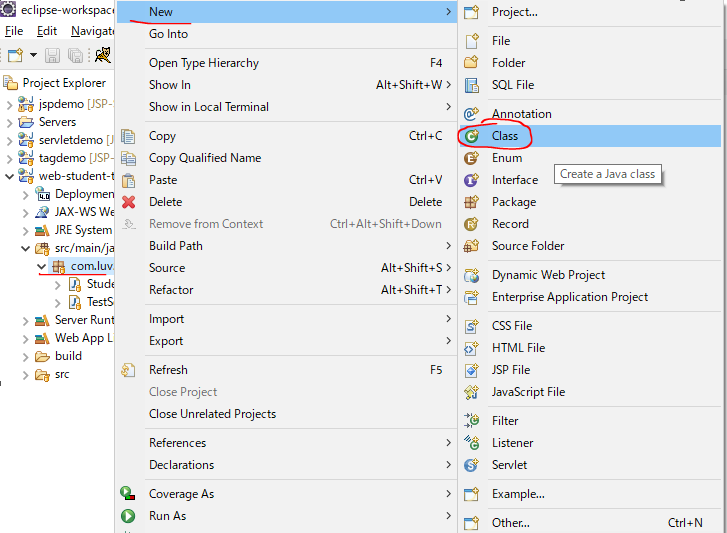 eclipse-workspac
File Edit Navigate
Project Explorer
jspdemo [JSP-
Servers
servletdemo [JSP-
tagdemo [JSP-
web-student-t
Deployment
JAX-WS We
JRE System
src/main/ja
com.luv
Stude
TestS
Server Runt
Web App L
build
src
New
Go Into
Open Type Hierarchy F4
Show In Alt+Shift+W
Show in Local Terminal
Copy Ctrl+C
Copy Qualified Name
Paste Ctrl+V
Delete Delete
Remove from Context Ctrl+Alt+Shift+Down
Build Path
Source Alt+Shift+S
Refactor Alt+Shift+T
Import
Export
Refresh F5
Close Project
Close Unrelated Projects
References
Declarations
Coverage As
Run As
Project...
File
Folder
SQL File
Annotation
Class
Enum
Interface
Package
Record
Source Folder
Dynamic Web Project
Enterprise Application Project
CSS File
HTML File
JSP File
JavaScript File
Filter
Listener
Servlet
Example...
Other... Ctrl+N
Create a Java class